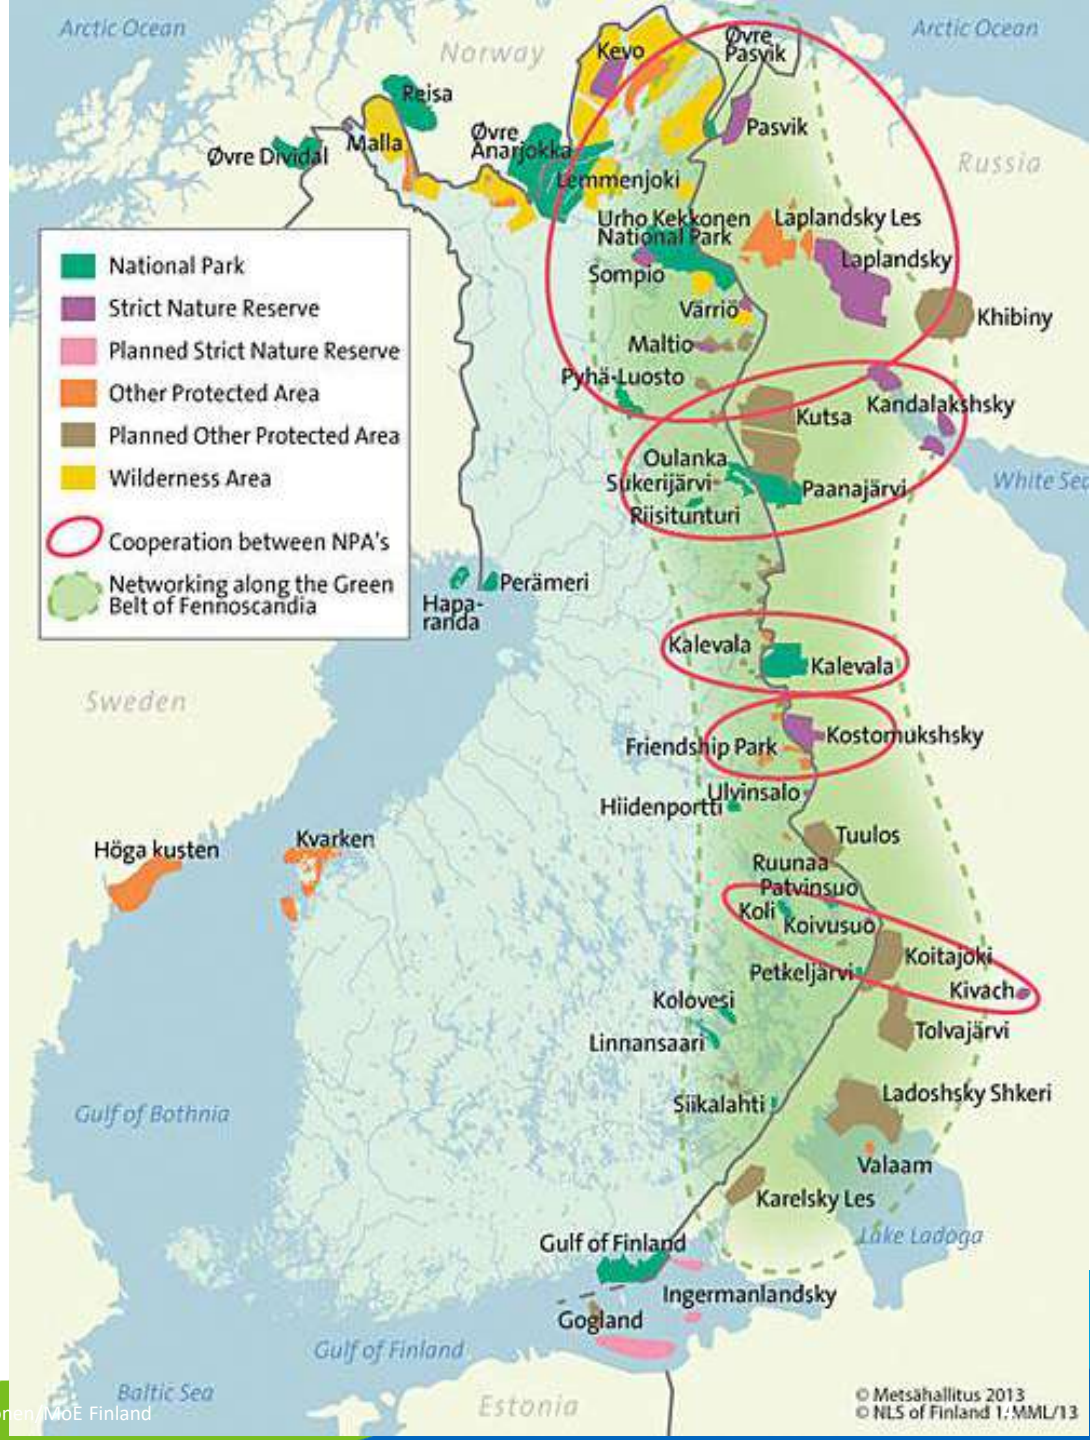 Arctic Ocean
Arctic Ocean
Norway
Kevo
Øvre
Pasvik
Reisa
Pasvik
Øvre Dividal
Malla
Øvre
Anarjokka
Russia
Lemmenjoki
Urho Kekkonen
National Park
Laplandsky Les
Sompio
Laplandsky
Värriö
Khibiny
Maltio
Pyhä-Luosto
Kutsa
Kandalakshsky
Oulanka
Sukerijärvi
Paanajärvi
White Sea
Riisitunturi
National Park
Strict Nature Reserve
Planned Strict Nature Reserve
Other Protected Area
Planned Other Protected Area
Wilderness Area
Cooperation between NPA's
Networking along the Green
Belt of Fennoscandia
Perämeri
Hapa-
randa
Kalevala
Kalevala
Sweden
Friendship Park
Kostomukshsky
Ulvinsalo
Hiidenportti
Tuulos
Höga kusten
Kvarken
Ruunaa
Patvinsuo
Koli
Koivusuo
Koitajoki
Petkeljärvi
Kivach
Kolovesi
Linnansaari
Tolvajärvi
Gulf of Bothnia
Siikalahti
Ladoshsky Shkeri
Valaam
Karelsky Les
Lake Ladoga
Gulf of Finland
Ingermanlandsky
Gogland
Gulf of Finland
Baltic Sea
Estonia
© Metsähallitus 2013
© NLS of Finland 1/MML/13
nen/MoE Finland